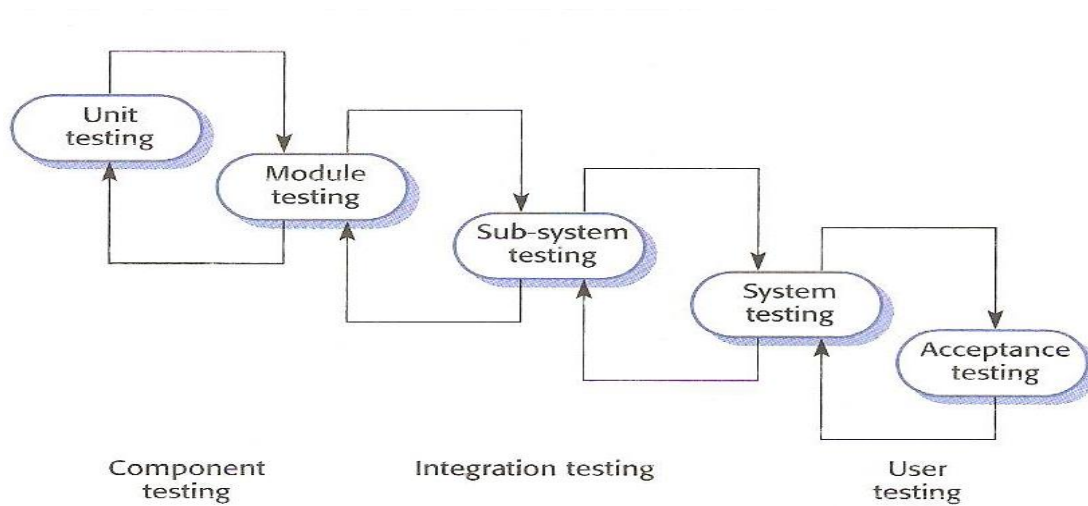 Unit
testing
Module
testing
Sub-system
testing
System
testing
Acceptance
testing
Component
testing
Integration testing
User
testing